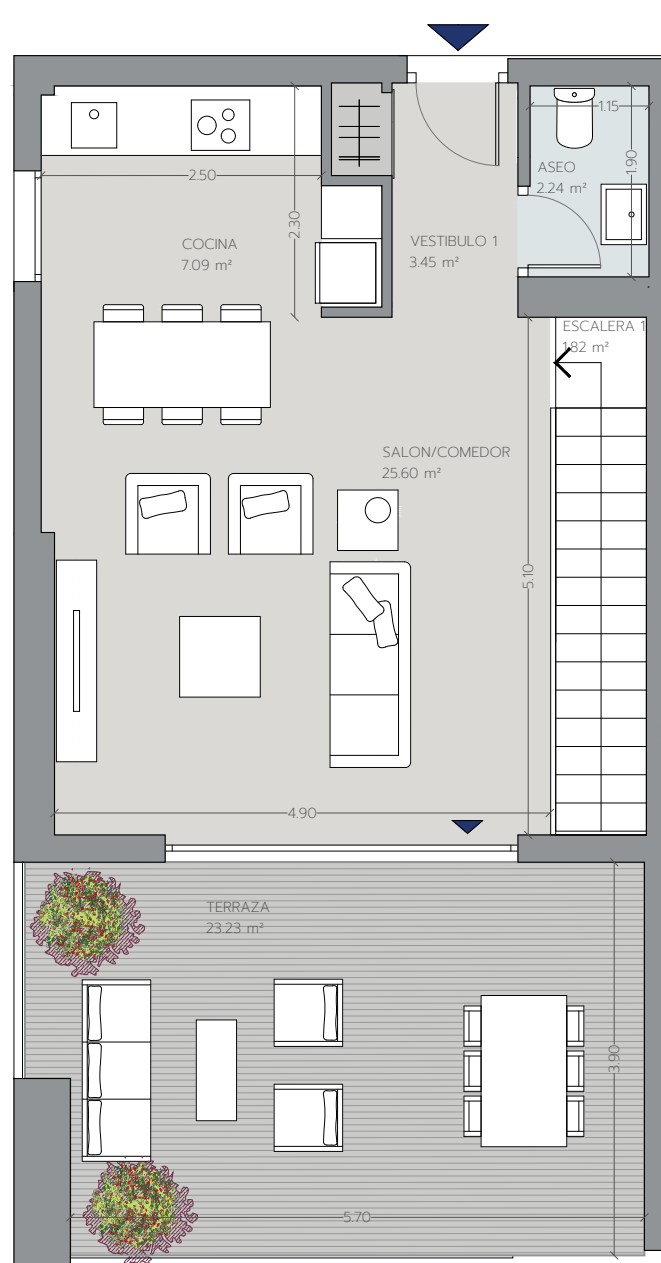 1.15
ASEO
2.24 m²
1.90
2.50
2.30
COCINA
7.09 m²
VESTIBULO 1
3.45 m²
ESCALERA 1
1.82 m²
SALON/COMEDOR
25.60 m²
5.10
4.90
TERRAZA
23.23 m²
3.90
5.70